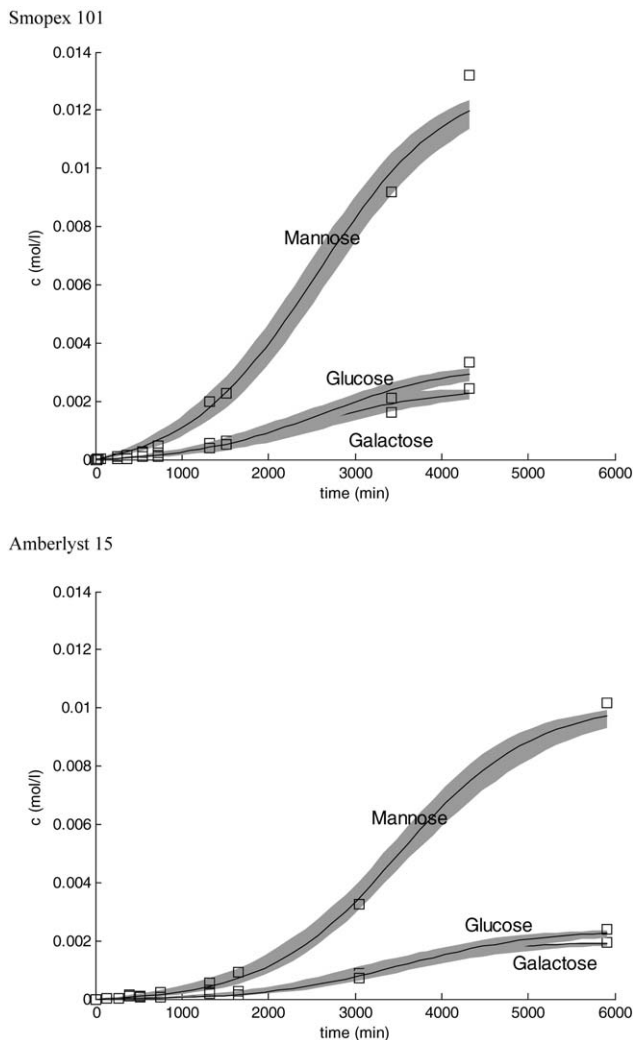 Smopex 101
0.014
0.012
0.01
0.008
0.006
0.004
0.002
0
c (mol/l)
Mannose
Glucose
Galactose
0 1000 2000 3000 4000 5000 6000
time (min)
Amberlyst 15
0.014
0.012
0.01
0.008
0.006
0.004
0.002
0
c (mol/l)
Mannose
Glucose
Galactose
0 1000 2000 3000 4000 5000 6000
time (min)